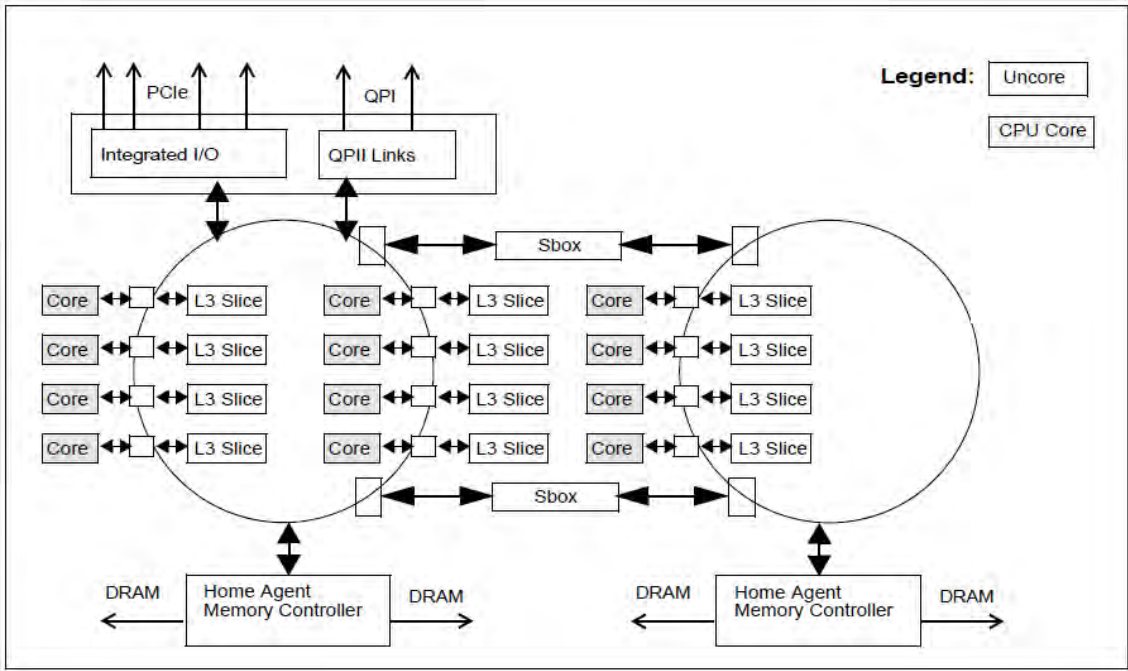 Legend:
Uncore
CPU Core
PCIe
QPI
Integrated I/O
QPII Links
Sbox
Core
L3 Slice
Core
L3 Slice
Core
L3 Slice
Core
L3 Slice
Core
L3 Slice
Core
L3 Slice
Core
L3 Slice
Core
L3 Slice
Core
L3 Slice
Core
L3 Slice
Core
L3 Slice
Core
L3 Slice
Sbox
DRAM
Home Agent
Memory Controller
DRAM
DRAM
Home Agent
Memory Controller
DRAM